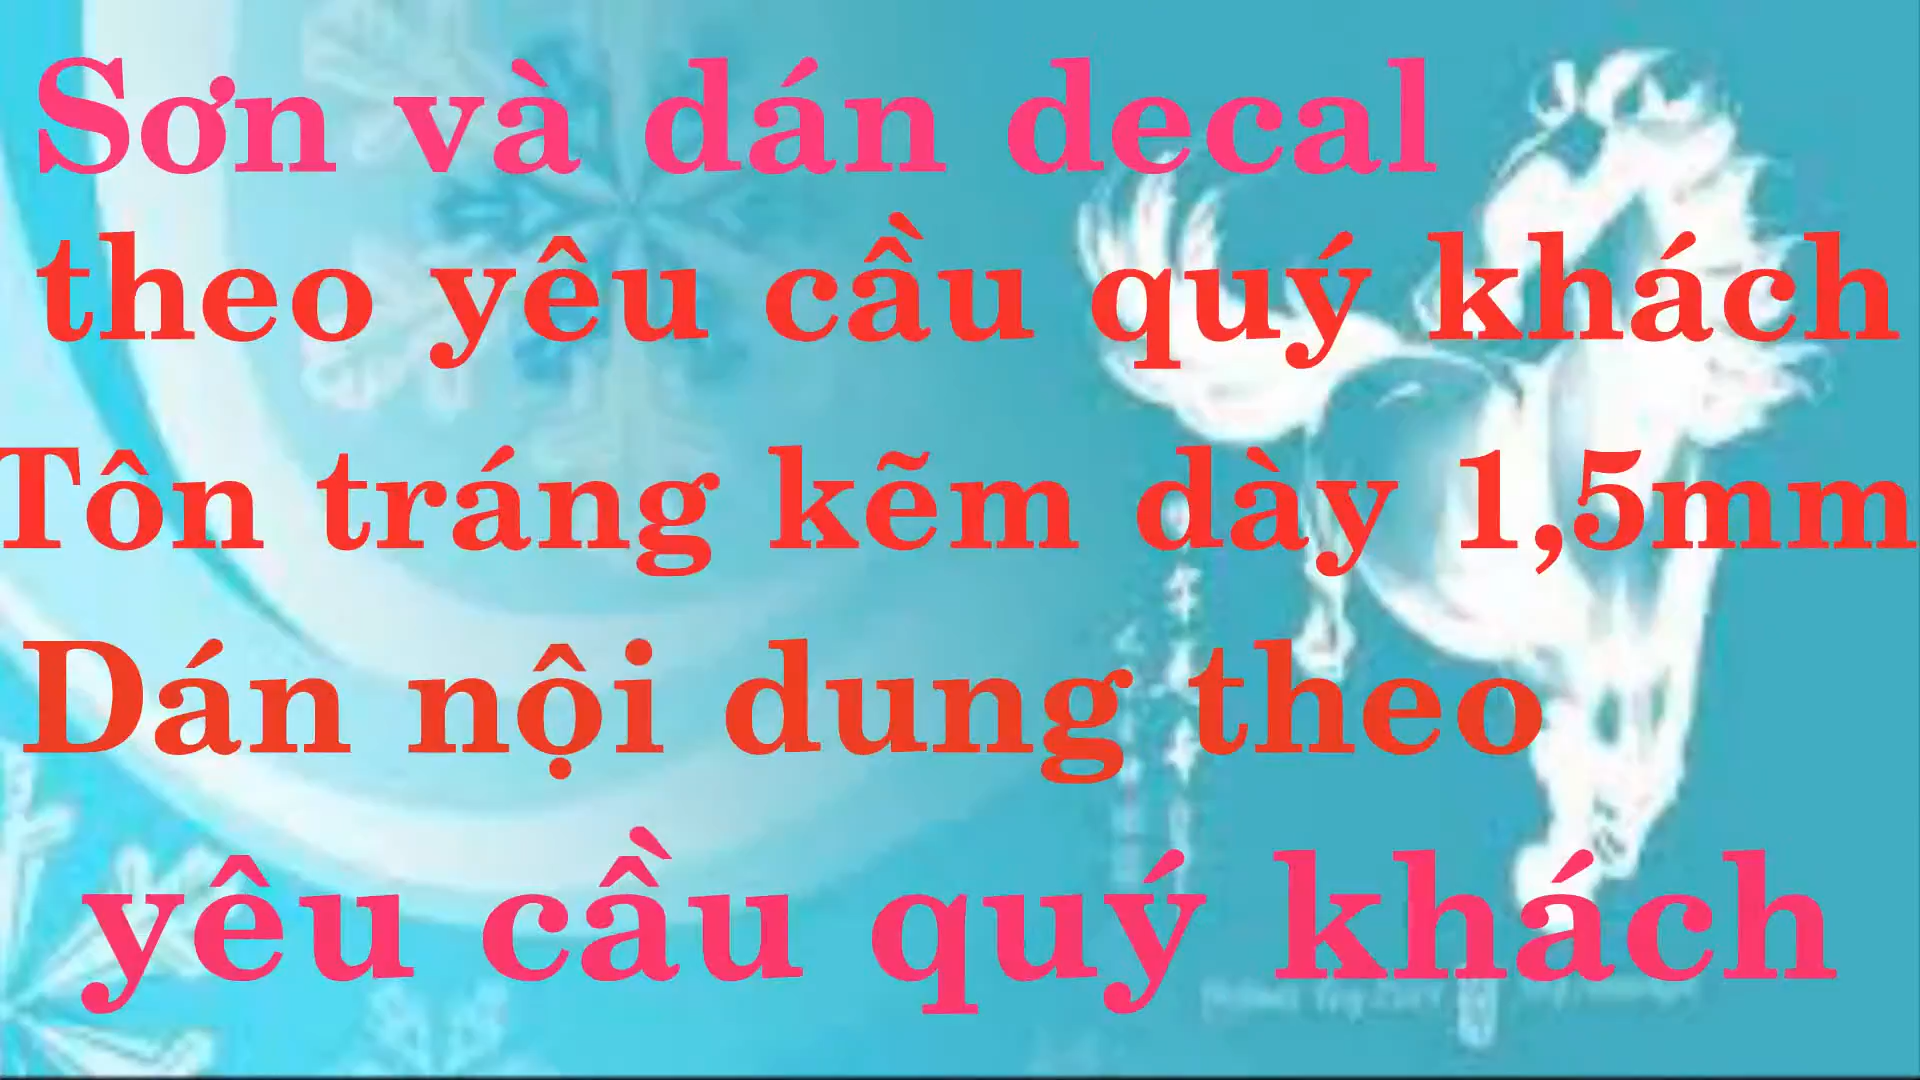 Sơn và dán decal
theo yêu cầu quý khách
Tôn tráng kẽm dày 1,5mm
Dán nội dung theo
yêu cầu quý khách